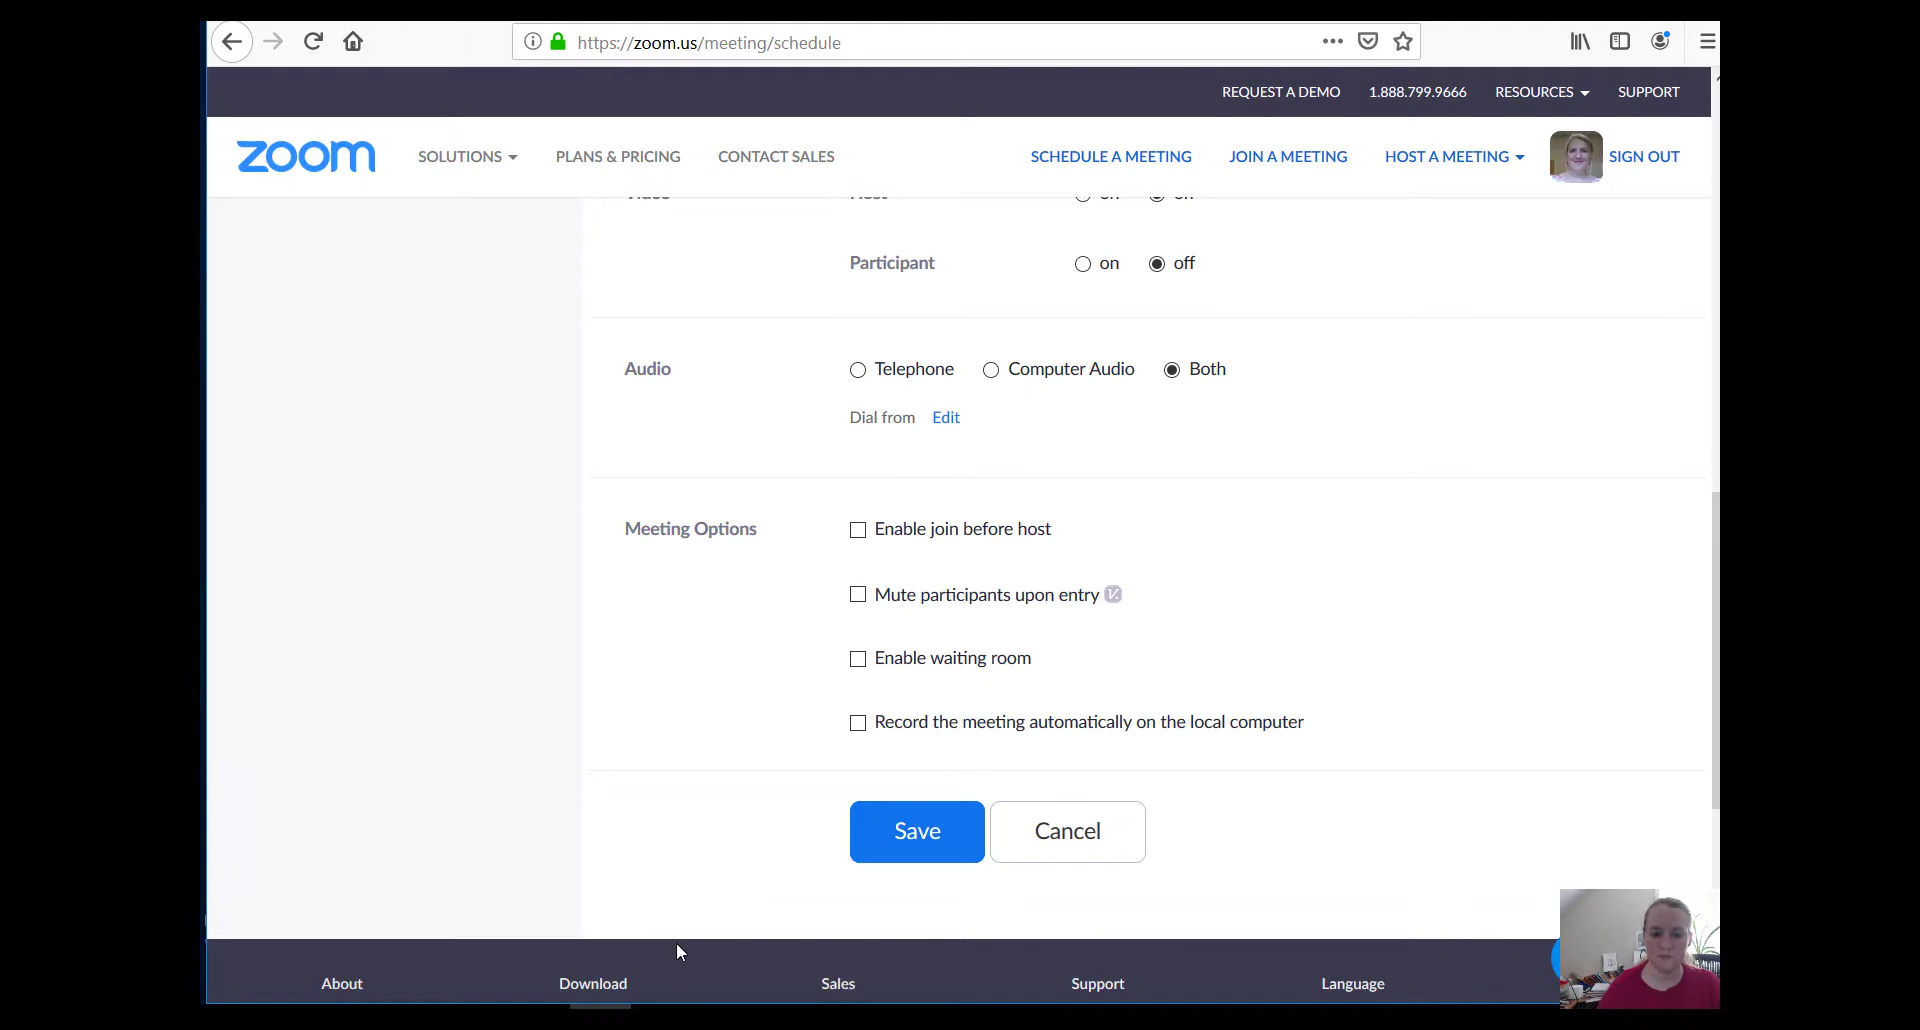 https://zoom.us/meeting/schedule
REQUEST A DEMO 1.888.799.9666 RESOURCES SUPPORT
zoom SOLUTIONS PLANS & PRICING CONTACT SALES SCHEDULE A MEETING JOIN A MEETING HOST A MEETING SIGN OUT
Participant on off
Audio Telephone Computer Audio Both
Dial from Edit
Meeting Options Enable join before host
Mute participants upon entry
Enable waiting room
Record the meeting automatically on the local computer
Save Cancel
About Download Sales Support Language